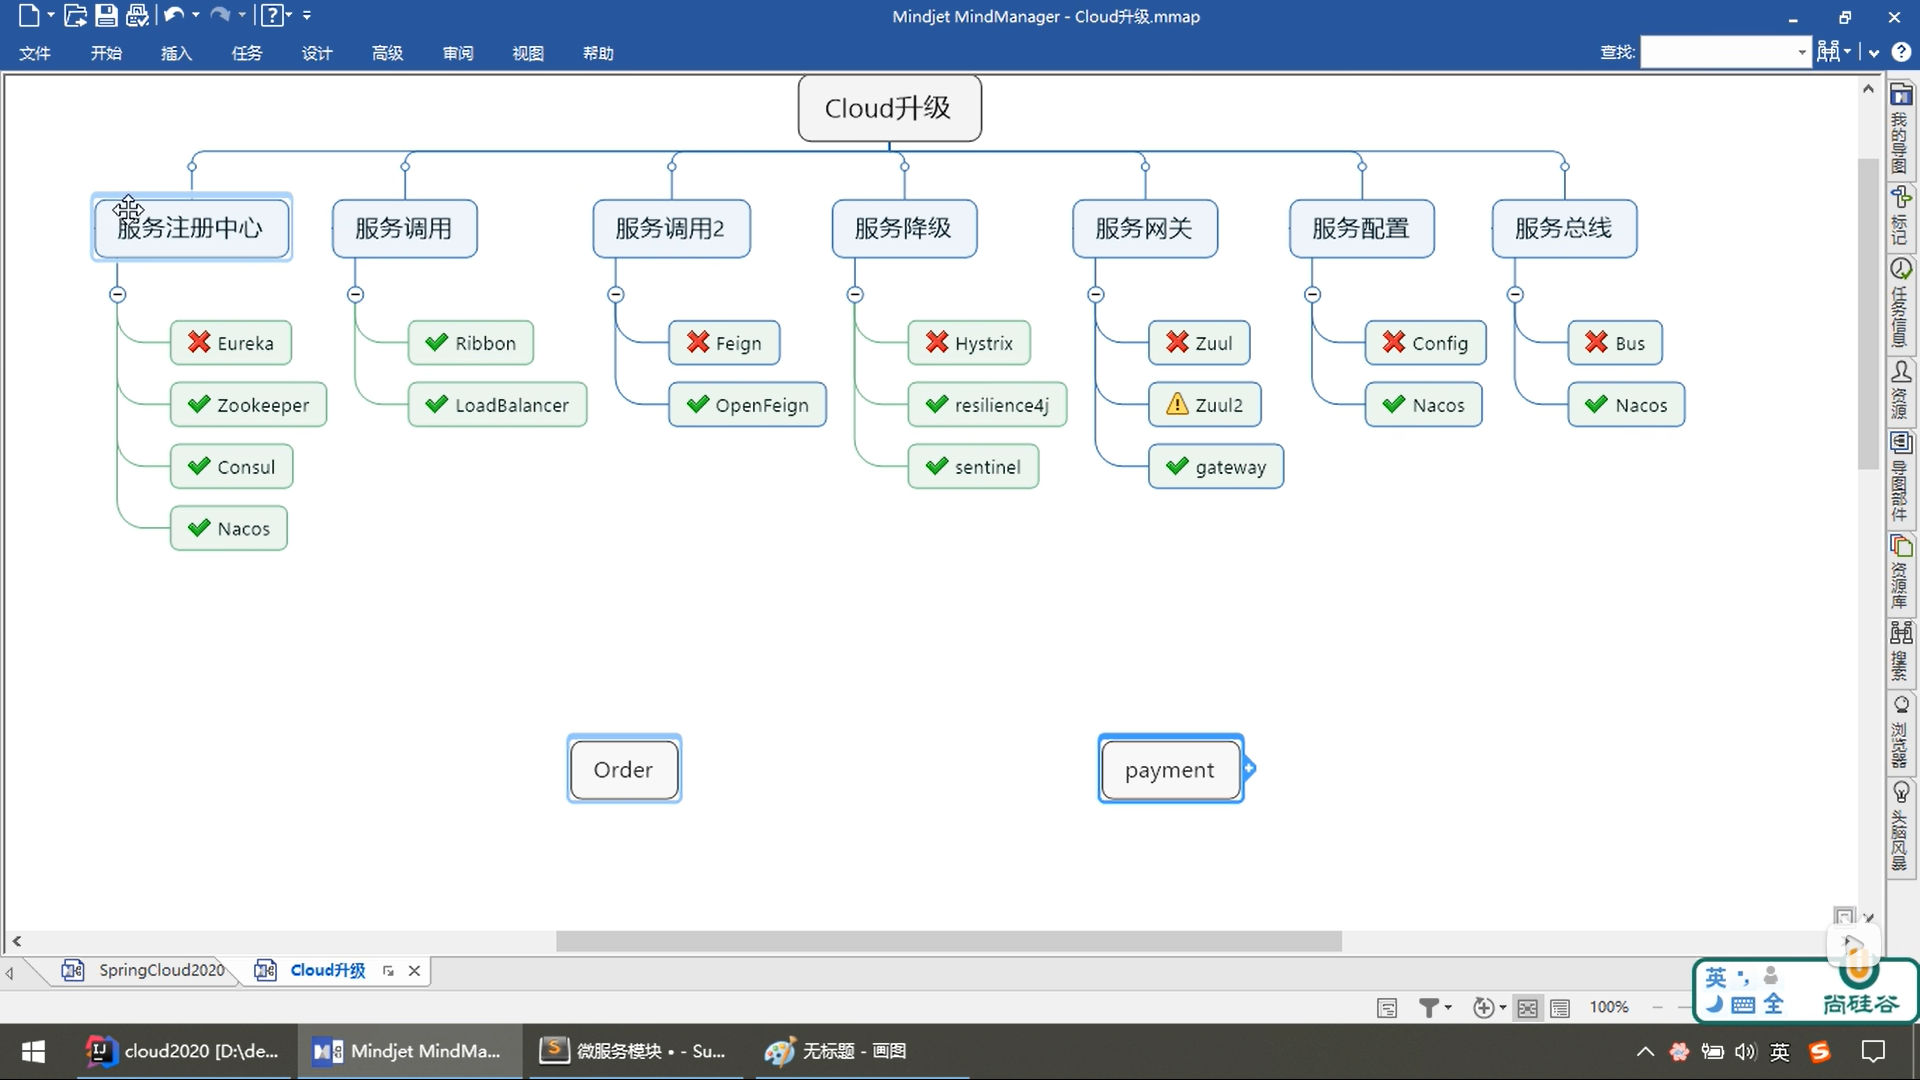 Mindjet MindManager - Cloud升级.mmap
文件 开始 插入 任务 设计 高级 审阅 视图 帮助
查找:
Cloud升级
服务注册中心 服务调用 服务调用2 服务降级 服务网关 服务配置 服务总线
Eureka Ribbon Feign Hystrix Zuul Config Bus
Zookeeper LoadBalancer OpenFeign resilience4j Zuul2 Nacos Nacos
Consul sentinel gateway
Nacos
Order payment
我的导图
标记
任务信息
资源
导图部件
资源库
搜索
浏览器
头脑风暴
SpringCloud2020 Cloud升级
100%
英
全
尚硅谷
cloud2020 [D:\de... Mindjet MindMa... 微服务模块 • - Su... 无标题 - 画图 英